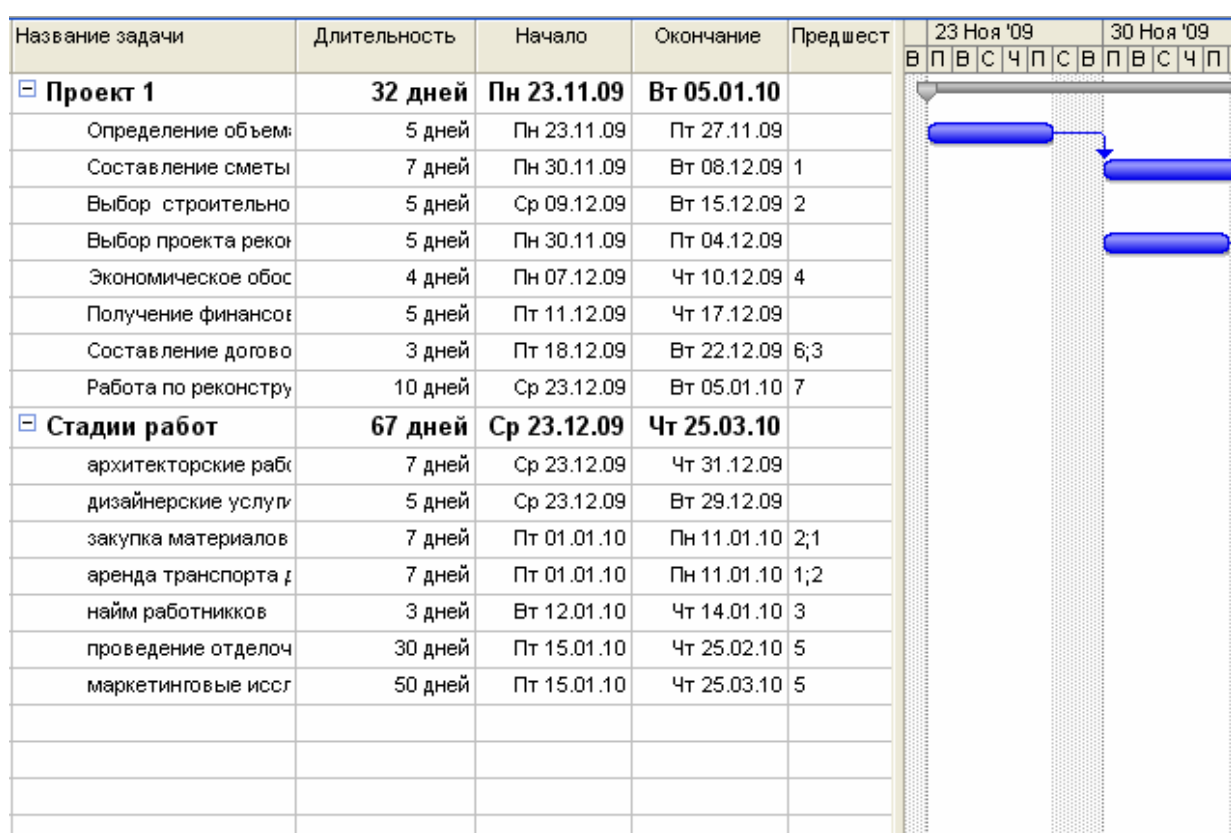 Название задачи Длительность Начало Окончание Предшест 23 Ноя '09 30 Ноя '09
В П В С Ч П С В П В С Ч П
Проект 1 32 дней Пн 23.11.09 Вт 05.01.10
Определение объем 5 дней Пн 23.11.09 Пт 27.11.09
Составление сметы 7 дней Пн 30.11.09 Вт 08.12.09 1
Выбор строительно 5 дней Ср 09.12.09 Вт 15.12.09 2
Выбор проекта рекон 5 дней Пн 30.11.09 Пт 04.12.09
Экономическое обос 4 дней Пн 07.12.09 Чт 10.12.09 4
Получение финансов 5 дней Пт 11.12.09 Чт 17.12.09
Составление догово 3 дней Пт 18.12.09 Вт 22.12.09 6;3
Работа по реконстру 10 дней Ср 23.12.09 Вт 05.01.10 7
Стадии работ 67 дней Ср 23.12.09 Чт 25.03.10
архитекторские рабо 7 дней Ср 23.12.09 Чт 31.12.09
дизайнерские услуги 5 дней Ср 23.12.09 Вт 29.12.09
закупка материалов 7 дней Пт 01.01.10 Пн 11.01.10 2;1
аренда транспорта д 7 дней Пт 01.01.10 Пн 11.01.10 1;2
найм работникков 3 дней Вт 12.01.10 Чт 14.01.10 3
проведение отделоч 30 дней Пт 15.01.10 Чт 25.02.10 5
маркетинговые иссл 50 дней Пт 15.01.10 Чт 25.03.10 5